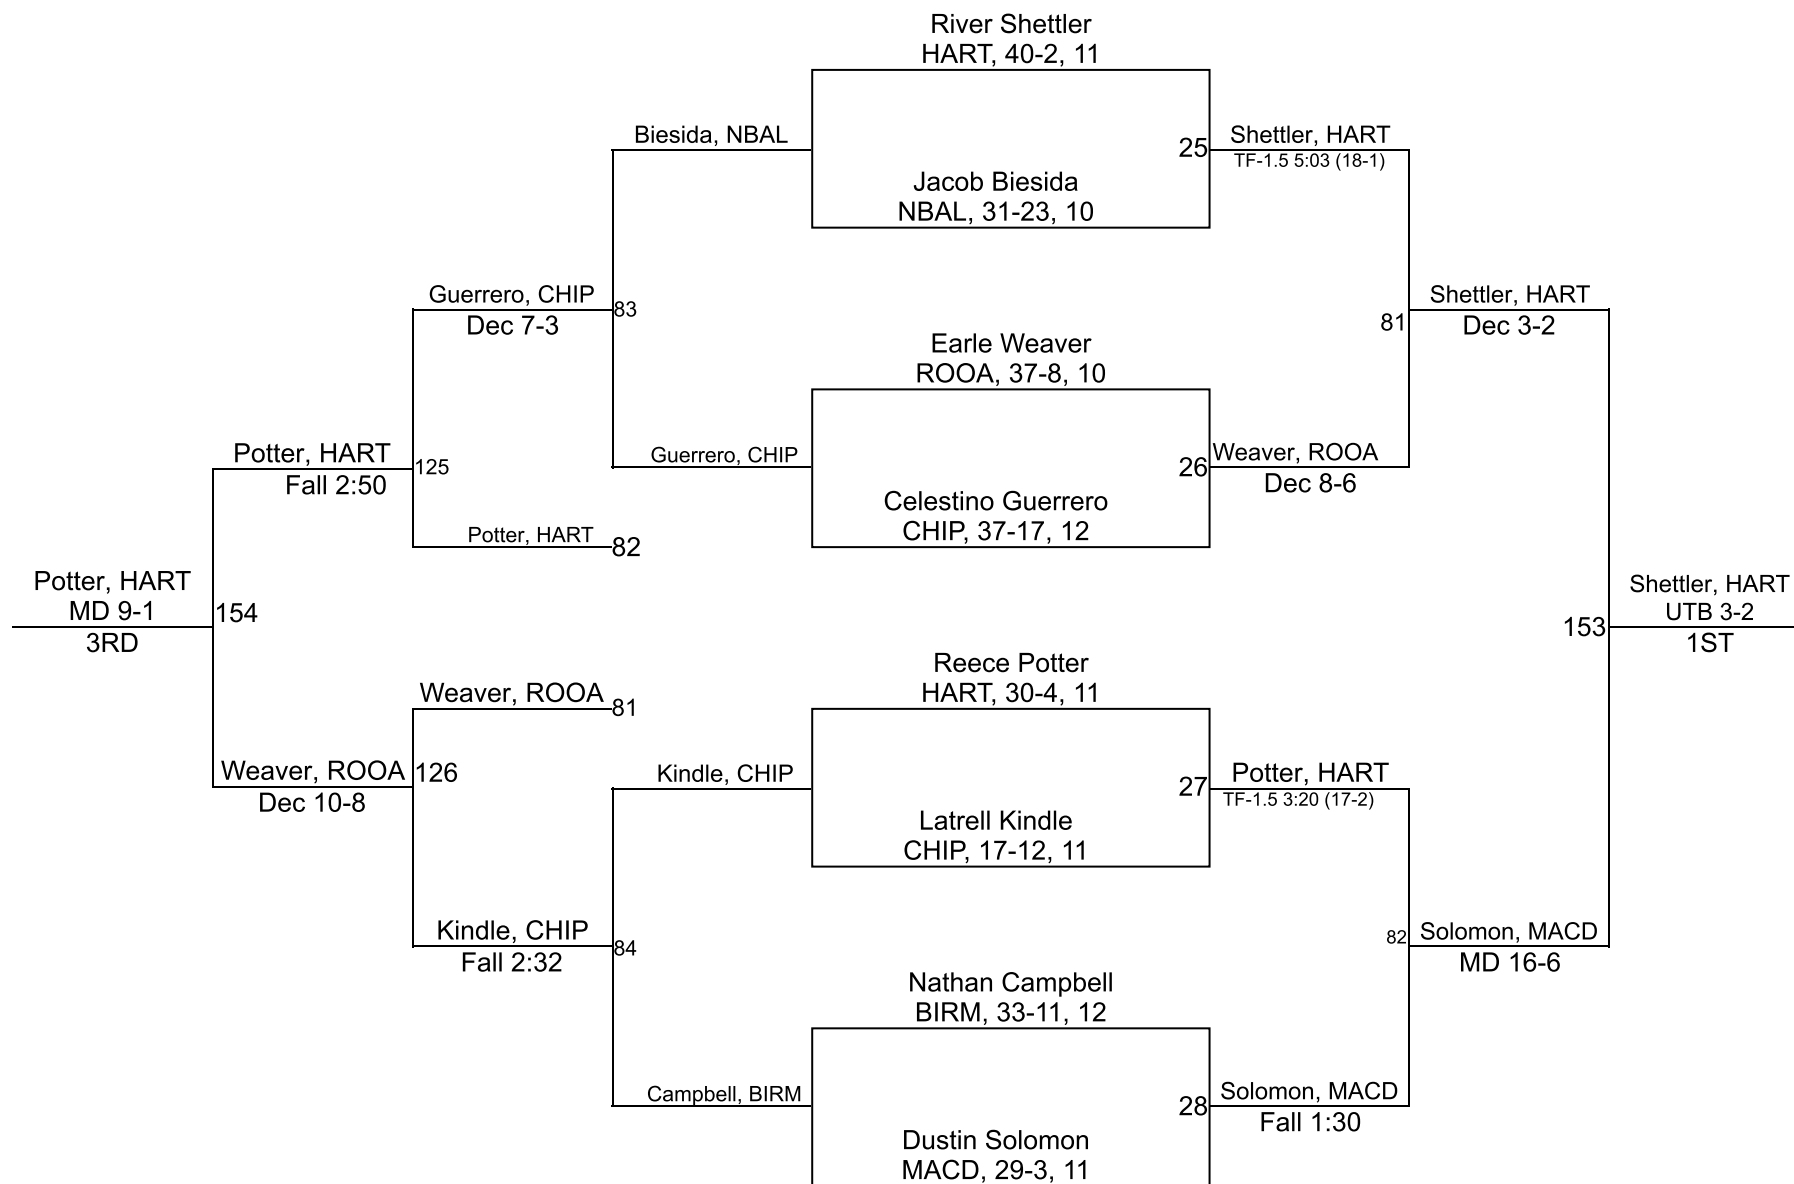 River Shettler
HART, 40-2, 11
Biesida, NBAL
25
Shettler, HART
TF-1.5 5:03 (18-1)
Jacob Biesida
NBAL, 31-23, 10
Guerrero, CHIP
Dec 7-3
83
81
Shettler, HART
Dec 3-2
Earle Weaver
ROOA, 37-8, 10
Potter, HART
Fall 2:50
125
Guerrero, CHIP
26
Weaver, ROOA
Dec 8-6
Celestino Guerrero
CHIP, 37-17, 12
Potter, HART
82
Potter, HART
MD 9-1
3RD
154
153
Shettler, HART
UTB 3-2
1ST
Reece Potter
HART, 30-4, 11
Weaver, ROOA
81
Weaver, ROOA
Dec 10-8
126
Kindle, CHIP
27
Potter, HART
TF-1.5 3:20 (17-2)
Latrell Kindle
CHIP, 17-12, 11
Kindle, CHIP
Fall 2:32
84
82
Solomon, MACD
MD 16-6
Nathan Campbell
BIRM, 33-11, 12
Campbell, BIRM
28
Solomon, MACD
Fall 1:30
Dustin Solomon
MACD, 29-3, 11